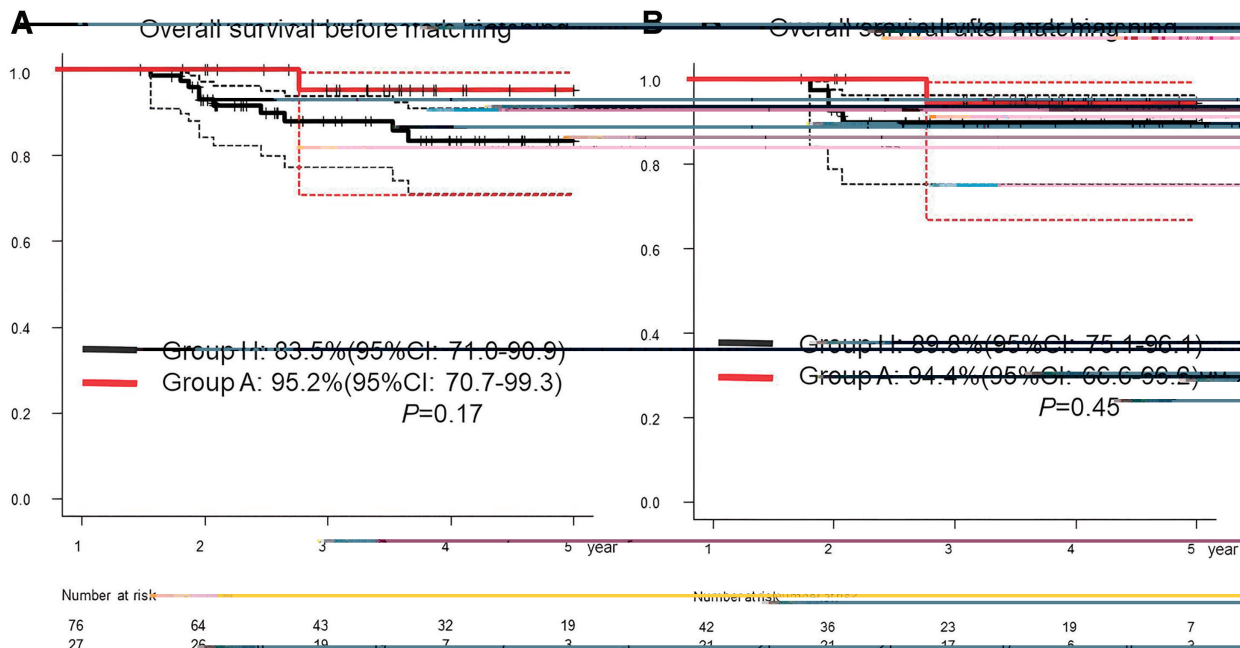 A
Overall survival before matching
1.0
0.8
0.6
0.4
0.2
0.0
Group H: 83.5%(95%CI: 71.0-90.9)
Group A: 95.2%(95%CI: 70.7-99.3)
P=0.17
1 2 3 4 5 year
Number at risk
76 64 43 32 19
27 26 19 7 3
B
Overall survival after matching
1.0
0.8
0.6
0.4
0.2
0.0
Group H: 89.8%(95%CI: 75.1-96.1)
Group A: 94.4%(95%CI: 66.6-99.2)
P=0.45
1 2 3 4 5 year
Number at risk
42 36 23 19 7
21 21 17 6